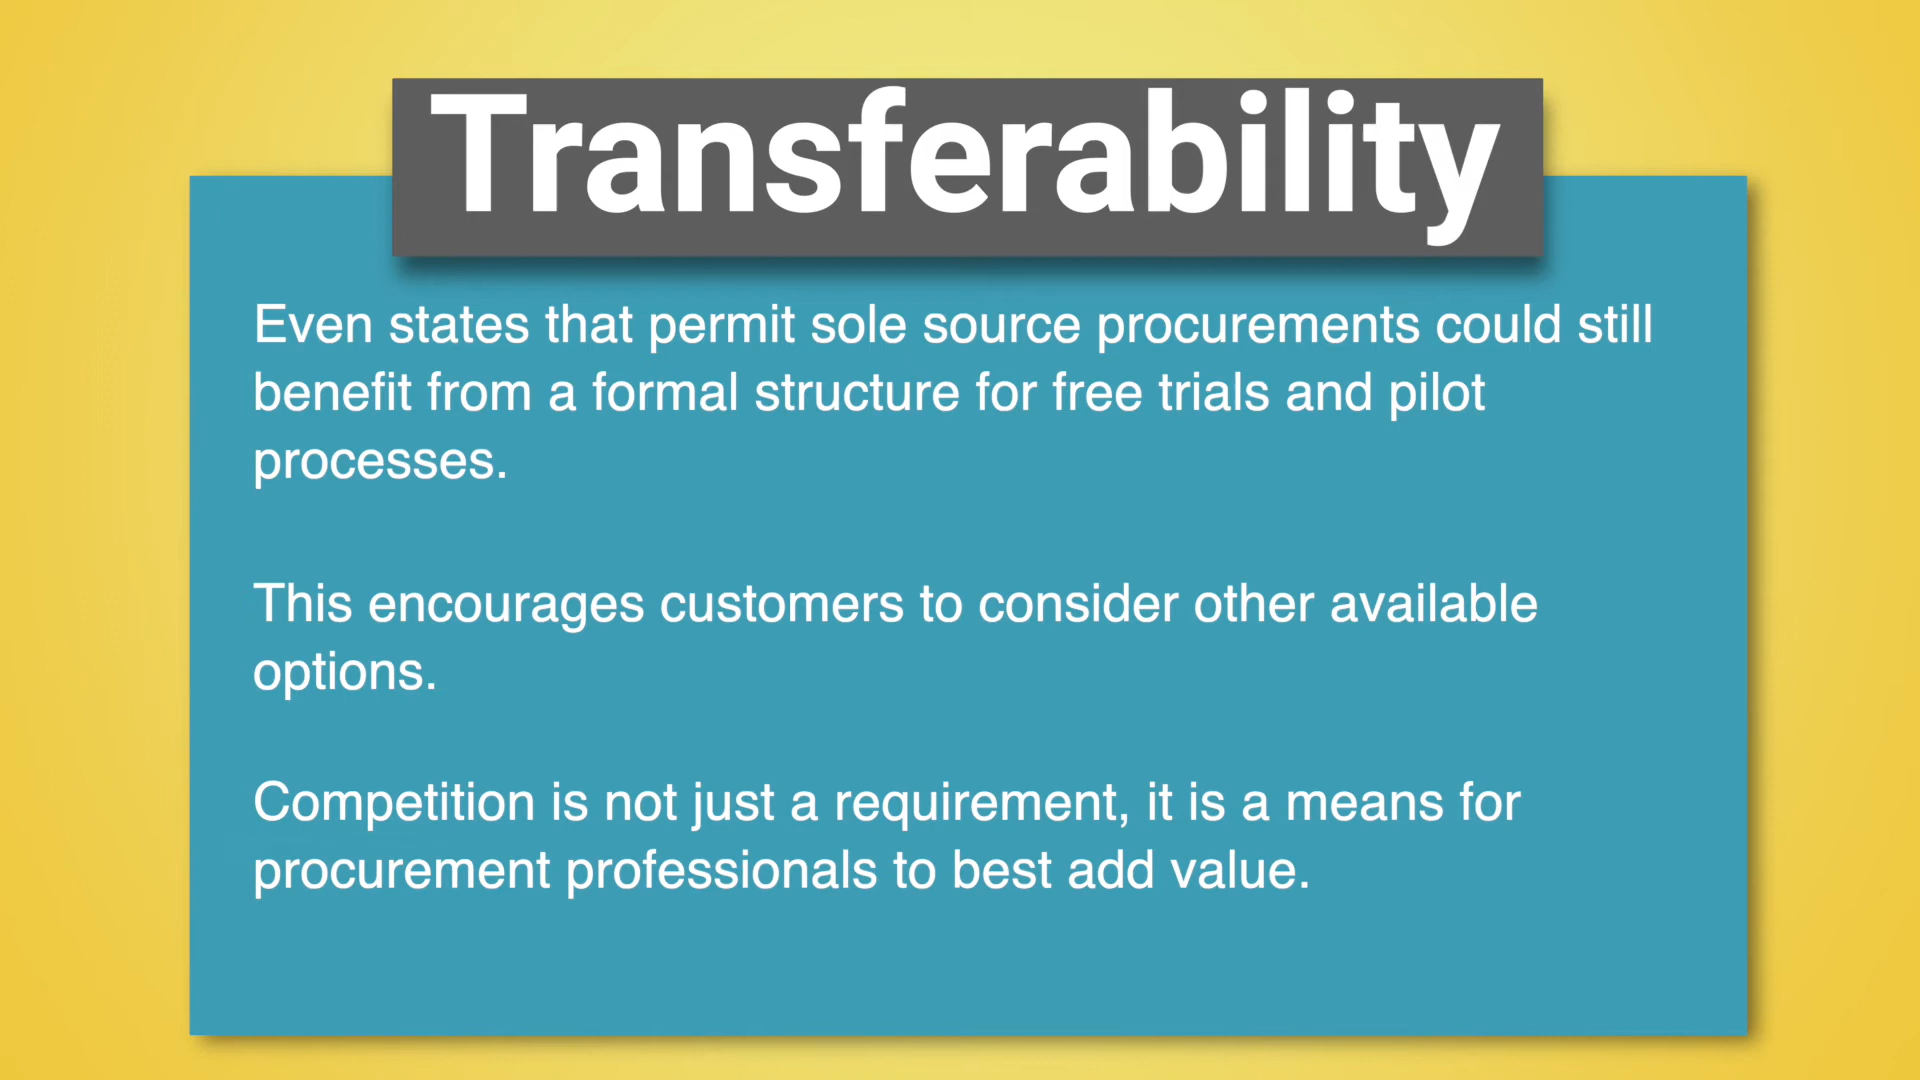 Transferability
Even states that permit sole source procurements could still
benefit from a formal structure for free trials and pilot
processes.
This encourages customers to consider other available
options.
Competition is not just a requirement, it is a means for
procurement professionals to best add value.